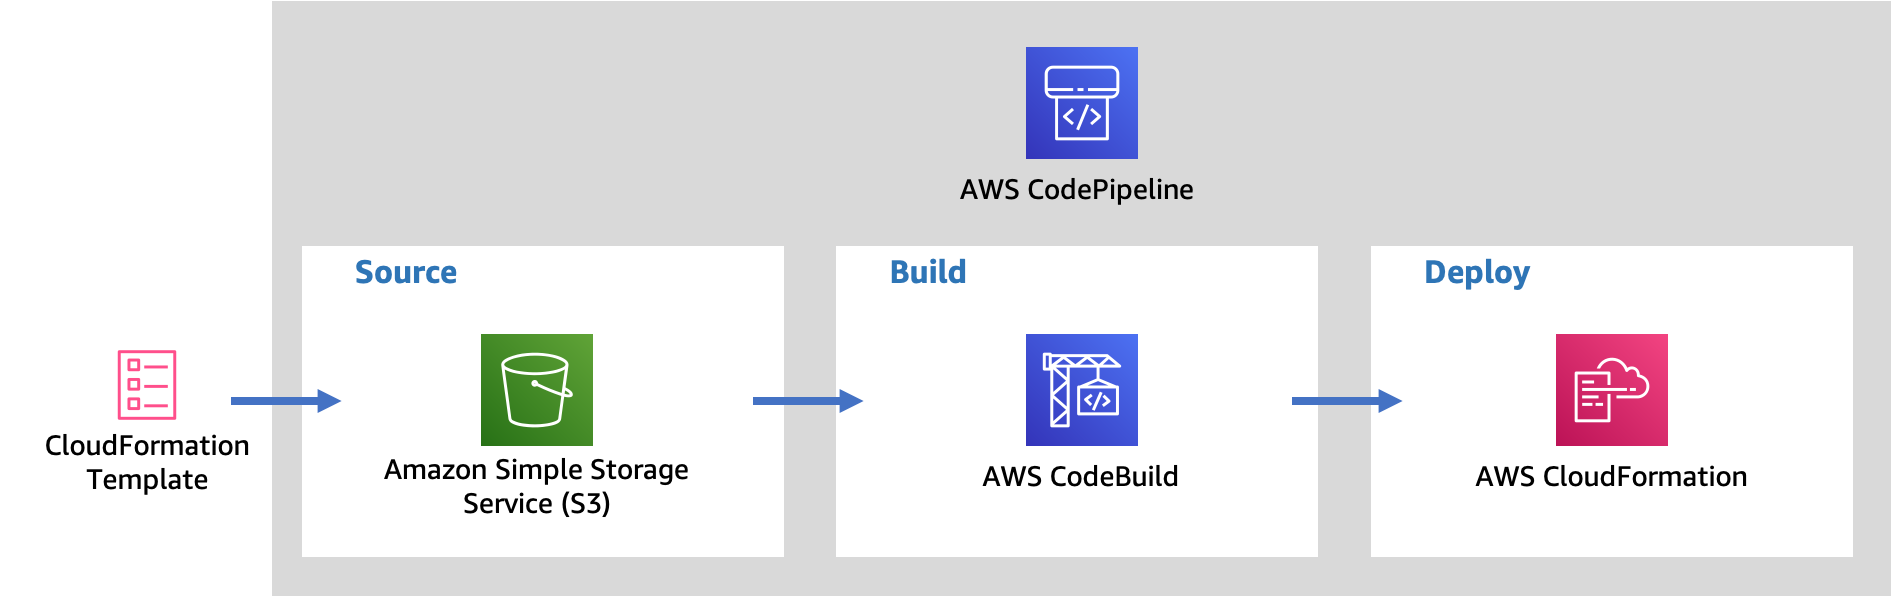 AWS CodePipeline
Source
Build
Deploy
CloudFormation
Template
Amazon Simple Storage
Service (S3)
AWS CodeBuild
AWS CloudFormation